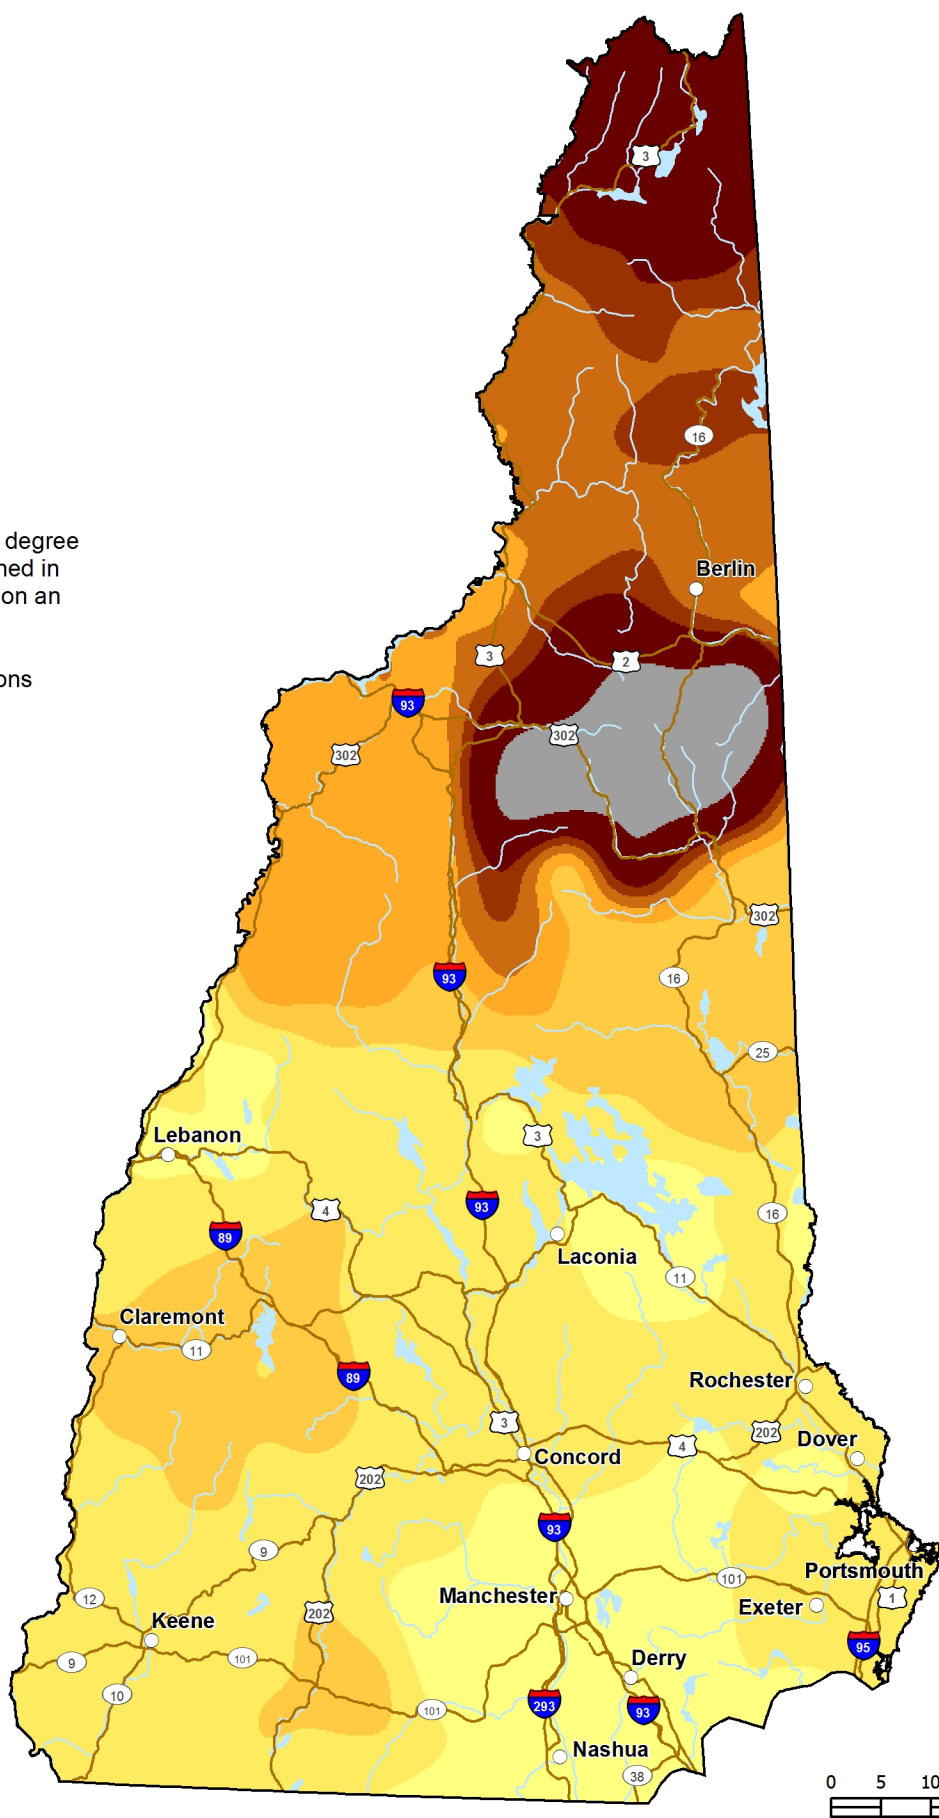 3
16
degree
ned in
on an
Berlin
ons
3
2
93
302
302
302
93
16
25
Lebanon
3
4
93
16
89
Laconia
11
Claremont
11
89
Rochester
3
202
Dover
4
Concord
202
93
9
Portsmouth
101
12
Manchester
1
Exeter
202
Keene
95
101
9
Derry
10
293
93
101
Nashua
38
0 5 10